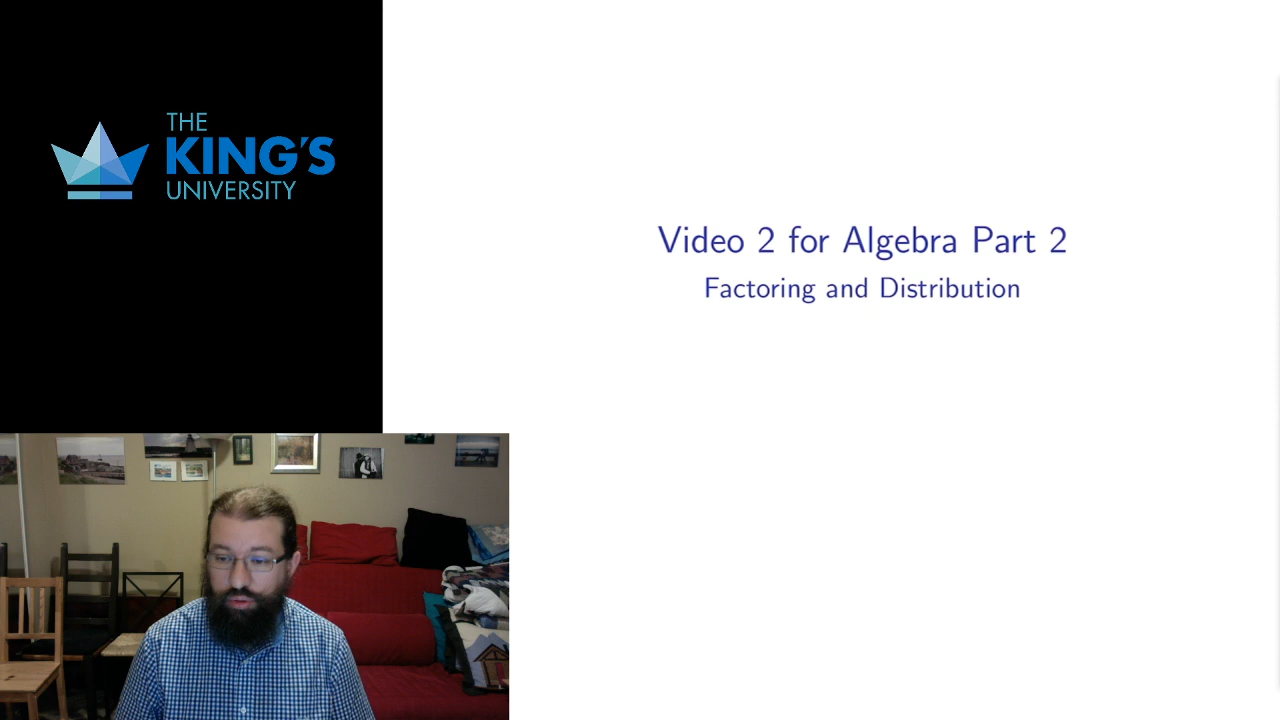 THE
KING'S
UNIVERSITY
Video 2 for Algebra Part 2
Factoring and Distribution